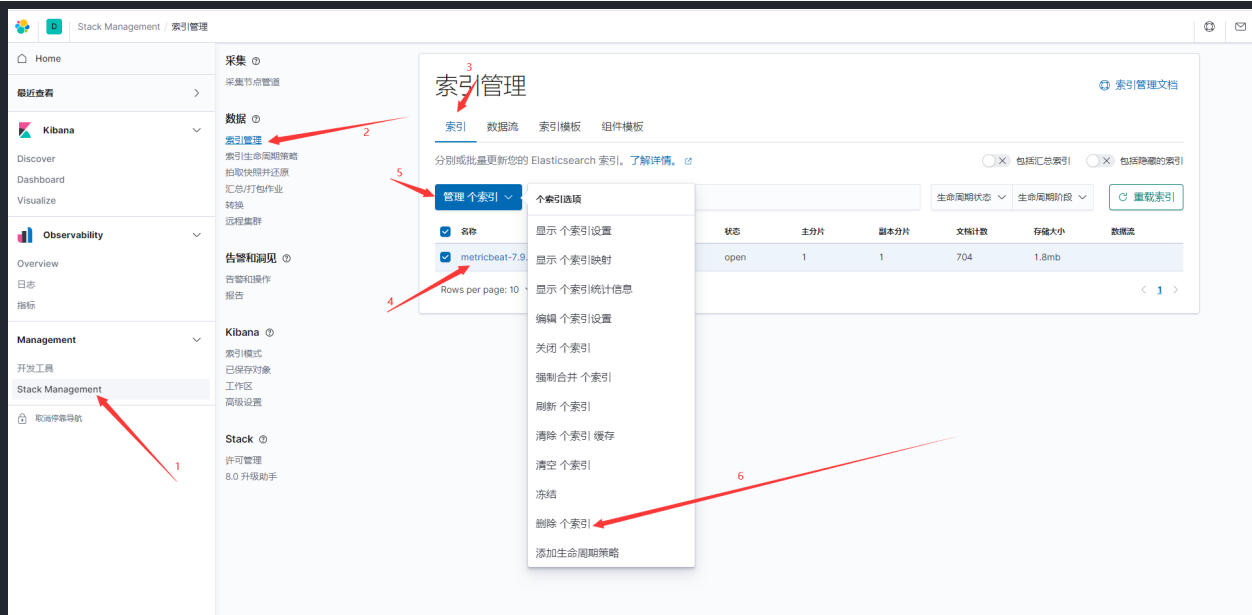 D Stack Management / 索引管理
Home
最近查看
Kibana
Discover
Dashboard
Visualize
Observability
Overview
日志
指标
Management
开发工具
Stack Management
取消停靠导航
1
采集
采集节点管道
数据
索引管理
2
索引生命周期策略
拍取快照并还原
汇总/打包作业
转换
远程集群
告警和洞见
告警和操作
报告
Kibana
索引模式
已保存对象
工作区
高级设置
Stack
许可管理
8.0 升级助手
3
索引管理
索引管理文档
索引 数据流 索引模板 组件模板
分别或批量更新您的 Elasticsearch 索引。了解详情。 包括汇总索引 包括隐藏的索引
5
管理 个索引 生命周期状态 生命周期阶段 重载索引
名称 状态 主分片 副本分片 文档计数 存储大小 数据流
metricbeat-7.9. open 1 1 704 1.8mb
4
Rows per page: 10 1
个索引选项
显示 个索引设置
显示 个索引映射
显示 个索引统计信息
编辑 个索引设置
关闭 个索引
强制合并 个索引
刷新 个索引
清除 个索引 缓存
清空 个索引
冻结
删除 个索引
6
添加生命周期策略